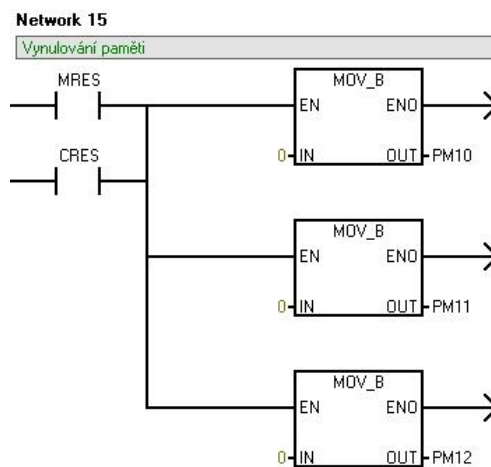 Network 15
Vynulování paměti
MRES
MOV_B
EN ENO
0 IN OUT PM10
CRES
MOV_B
EN ENO
0 IN OUT PM11
MOV_B
EN ENO
0 IN OUT PM12